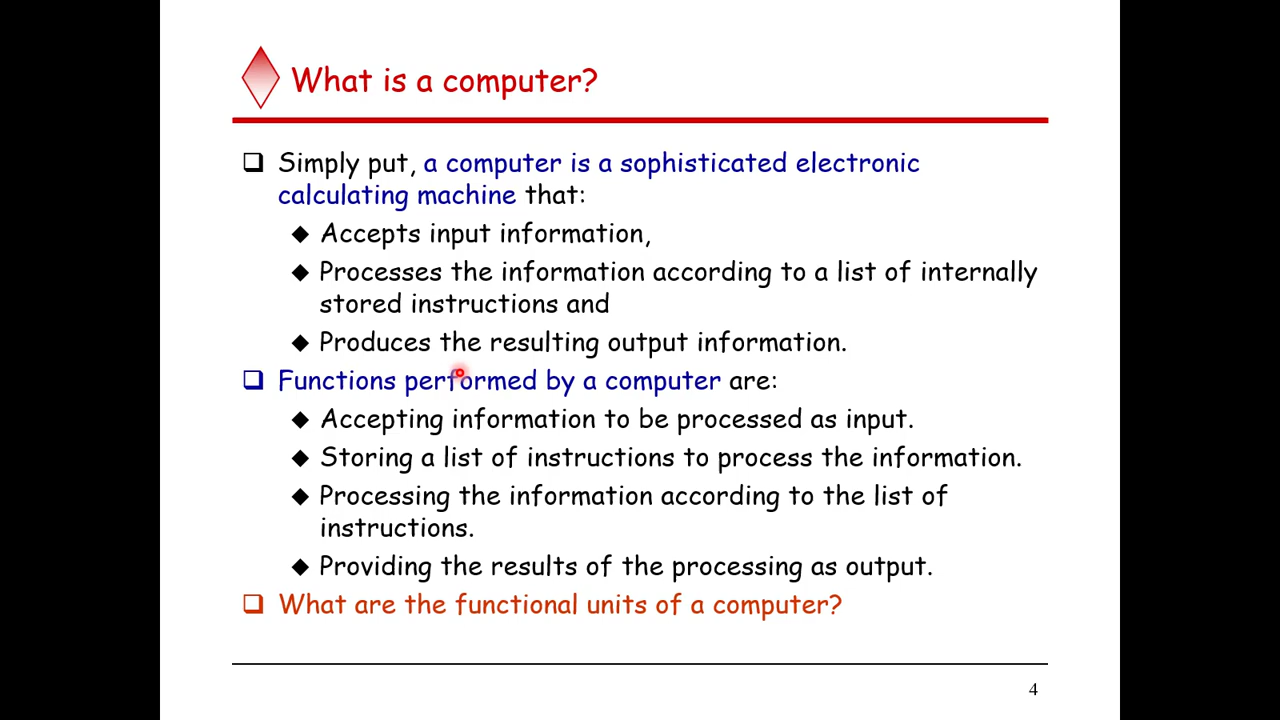 What is a computer?
Simply put, a computer is a sophisticated electronic
calculating machine that:
Accepts input information,
Processes the information according to a list of internally
stored instructions and
Produces the resulting output information.
Functions performed by a computer are:
Accepting information to be processed as input.
Storing a list of instructions to process the information.
Processing the information according to the list of
instructions.
Providing the results of the processing as output.
What are the functional units of a computer?
4